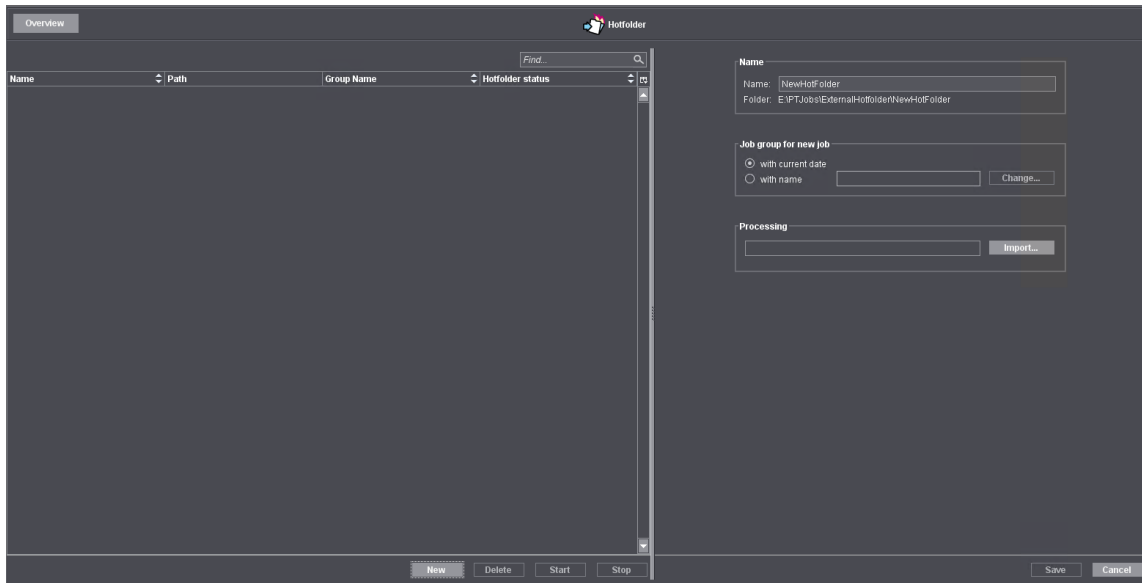 Overview
Hotfolder
Find...
Name Path Group Name Hotfolder status
Name
Name: NewHotFolder
Folder: E:\PTJobs\ExternalHotfolder\NewHotFolder
Job group for new job
with current date
with name Change...
Processing
Import...
New Delete Start Stop
Save Cancel